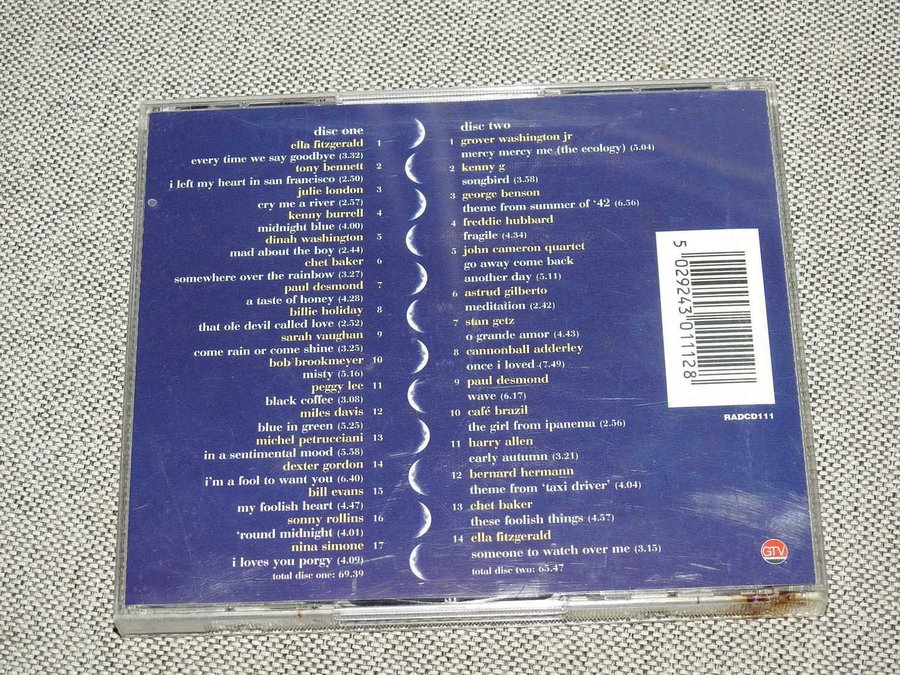 disc one
ella fitzgerald 1
every time we say goodbye (3.32)
tony bennett 2
i left my heart in san francisco (2.50)
julie london 3
cry me a river (2.57)
kenny burrell 4
midnight blue (4.00)
dinah washington 5
mad about the boy (2.44)
chet baker 6
somewhere over the rainbow (3.27)
paul desmond 7
a taste of honey (4.28)
billie holiday 8
that ole devil called love (2.52)
sarah vaughan 9
come rain or come shine (3.25)
bob brookmeyer 10
misty (5.16)
peggy lee 11
black coffee (3.08)
miles davis 12
blue in green (5.25)
michel petrucciani 13
in a sentimental mood (5.58)
dexter gordon 14
i'm a fool to want you (6.40)
bill evans 15
my foolish heart (4.47)
sonny rollins 16
'round midnight (4.01)
nina simone 17
i loves you porgy (4.09)
total disc one: 69.39
disc two
1 grover washington jr
mercy mercy me (the ecology) (5.04)
2 kenny g
songbird (3.58)
3 george benson
theme from summer of '42 (6.56)
4 freddie hubbard
fragile (4.34)
5 john cameron quartet
go away come back
another day (5.11)
6 astrud gilberto
meditation (2.42)
7 stan getz
o grande amor (4.43)
8 cannonball adderley
once i loved (7.49)
9 paul desmond
wave (6.17)
10 café brazil
the girl from ipanema (2.56)
11 harry allen
early autumn (3.21)
12 bernard hermann
theme from 'taxi driver' (4.04)
13 chet baker
these foolish things (4.57)
14 ella fitzgerald
someone to watch over me (3.15)
total disc two: 65.47
5 029243 011128
RADCD111
GTV